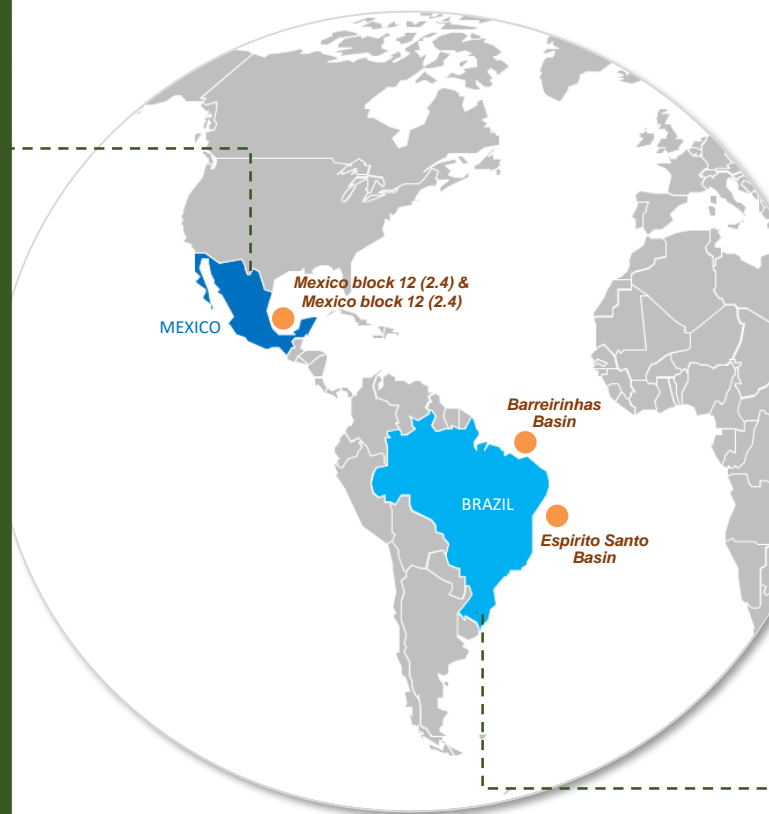 Mexico block 12 (2.4) &
Mexico block 12 (2.4)
MEXICO
Barreirinhas
Basin
BRAZIL
Espirito Santo
Basin